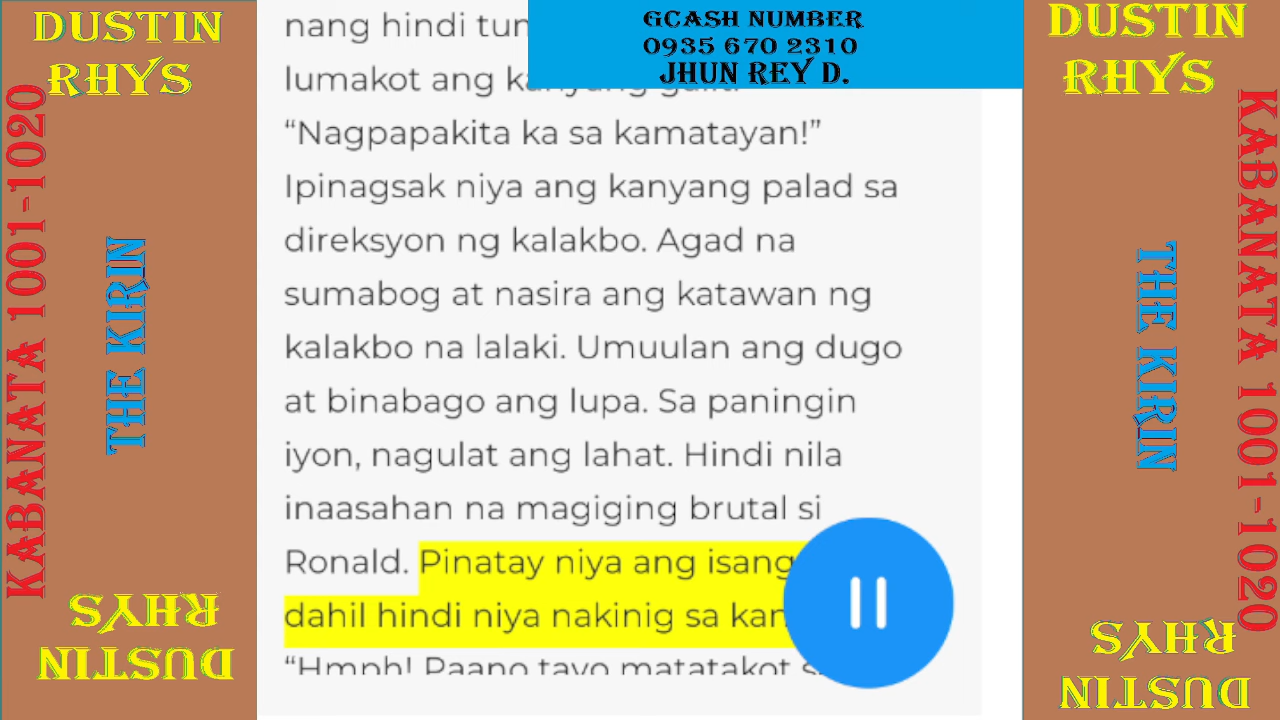 DUSTIN
RHYS
KABANATA 1001-1020
THE KIRIN
DUSTIN
RHYS
GCASH NUMBER
0935 670 2310
JHUN REY D.
nang hindi
lumakot ang
“Nagpapakita ka sa kamatayan!”
Ipinagsak niya ang kanyang palad sa
direksyon ng kalakbo. Agad na
sumabog at nasira ang katawan ng
kalakbo na lalaki. Umuulan ang dugo
at binabago ang lupa. Sa paningin
iyon, nagulat ang lahat. Hindi nila
inaasahan na magiging brutal si
Ronald. Pinatay niya ang isang
dahil hindi niya nakinig sa
“Hmph! Paano tayo matatakot
DUSTIN
RHYS
KABANATA 1001-1020
THE KIRIN
DUSTIN
RHYS